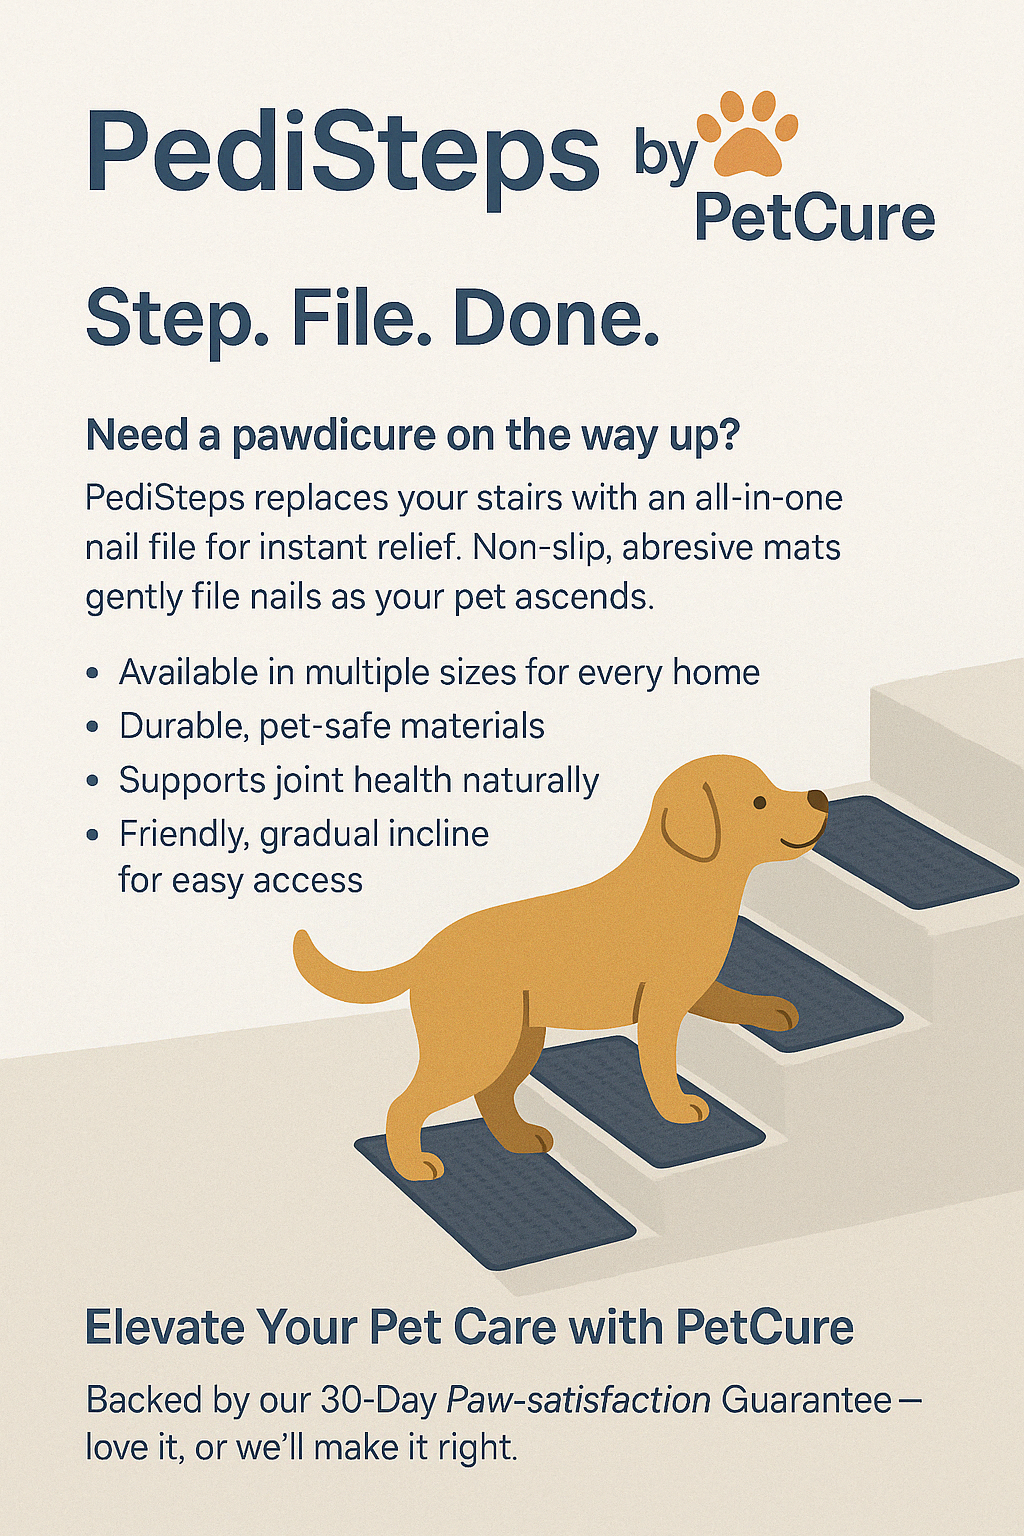 PediSteps by
PetCure
Step. File. Done.
Need a pawdicure on the way up?
PediSteps replaces your stairs with an all-in-one
nail file for instant relief. Non-slip, abresive mats
gently file nails as your pet ascends.
• Available in multiple sizes for every home
• Durable, pet-safe materials
• Supports joint health naturally
• Friendly, gradual incline
for easy access
Elevate Your Pet Care with PetCure
Backed by our 30-Day Paw-satisfaction Guarantee –
love it, or we'll make it right.